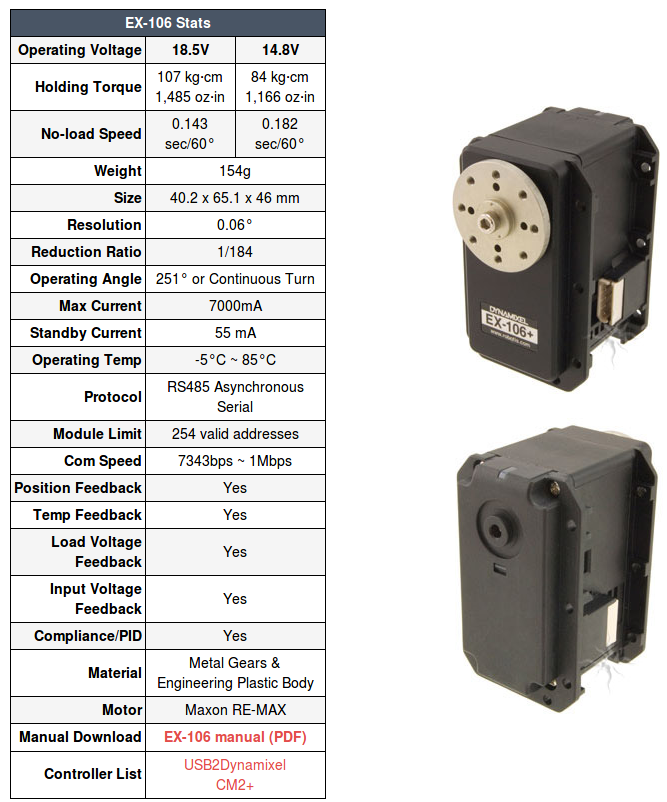 EX-106 Stats
Operating Voltage 18.5V 14.8V
Holding Torque 107 kg·cm 84 kg·cm
1,485 oz·in 1,166 oz·in
No-load Speed 0.143 0.182
sec/60° sec/60°
Weight 154g
Size 40.2 x 65.1 x 46 mm
Resolution 0.06°
Reduction Ratio 1/184
Operating Angle 251° or Continuous Turn
Max Current 7000mA
Standby Current 55 mA
Operating Temp -5°C ~ 85°C
Protocol RS485 Asynchronous
Serial
Module Limit 254 valid addresses
Com Speed 7343bps ~ 1Mbps
Position Feedback Yes
Temp Feedback Yes
Load Voltage
Feedback Yes
Input Voltage
Feedback Yes
Compliance/PID Yes
Material Metal Gears &
Engineering Plastic Body
Motor Maxon RE-MAX
Manual Download EX-106 manual (PDF)
Controller List USB2Dynamixel
CM2+
DYNAMIXEL
EX-106+
www.robotis.com